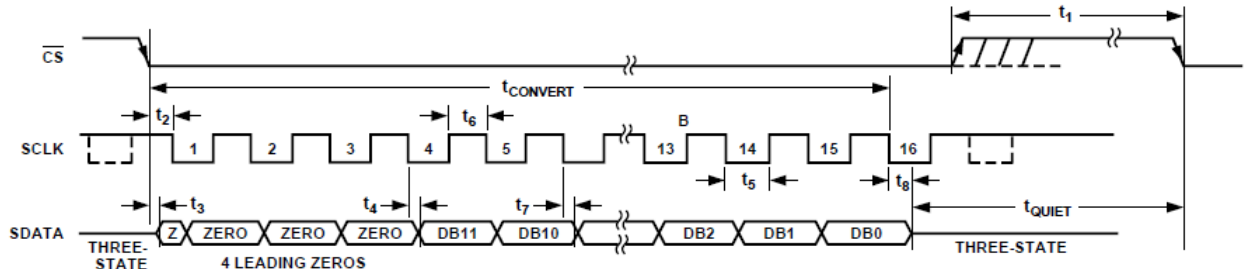 t1
CS
tCONVERT
t2 t6 B
SCLK 1 2 3 4 5 13 14 15 16
t3 t4 t7 t5 t8
tQUIET
SDATA Z ZERO ZERO ZERO DB11 DB10 DB2 DB1 DB0
THREE-
STATE
4 LEADING ZEROS
THREE-STATE